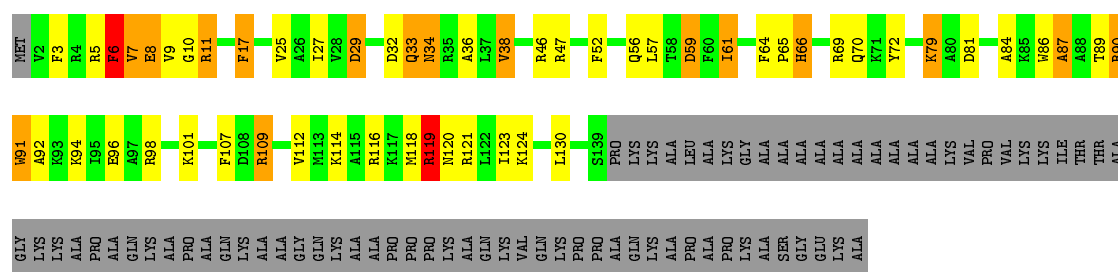 MET V2 F3 R4 R5 F6 V7 E8 V9 G10 R11 F17 V25 A26 I27 V28 D29 D32 Q33 N34 R35 A36 L37 V38 R46 R47 F52 Q56 L57 T58 D59 F60 I61 F64 P65 H66 R69 Q70 K71 Y72 K79 A80 D81 A84 K85 W86 A87 A88 T89 R90
W91 A92 K93 K94 I95 E96 A97 R98 K101 F107 D108 R109 V112 M113 K114 A115 R116 K117 M118 R119 N120 R121 L122 I123 K124 L130 S139 PRO LYS LYS ALA LEU ALA LYS GLY ALA ALA ALA ALA ALA ALA ALA ALA ALA ALA LYS VAL PRO VAL LYS LYS ILE THR THR ALA
GLY LYS LYS ALA PRO ALA GLN LYS ALA PRO ALA GLN LYS ALA ALA GLY GLN LYS ALA ALA PRO PRO PRO LYS ALA GLN LYS VAL GLN LYS PRO PRO ALA GLN LYS ALA PRO ALA PRO LYS ALA SER GLY GLU LYS ALA